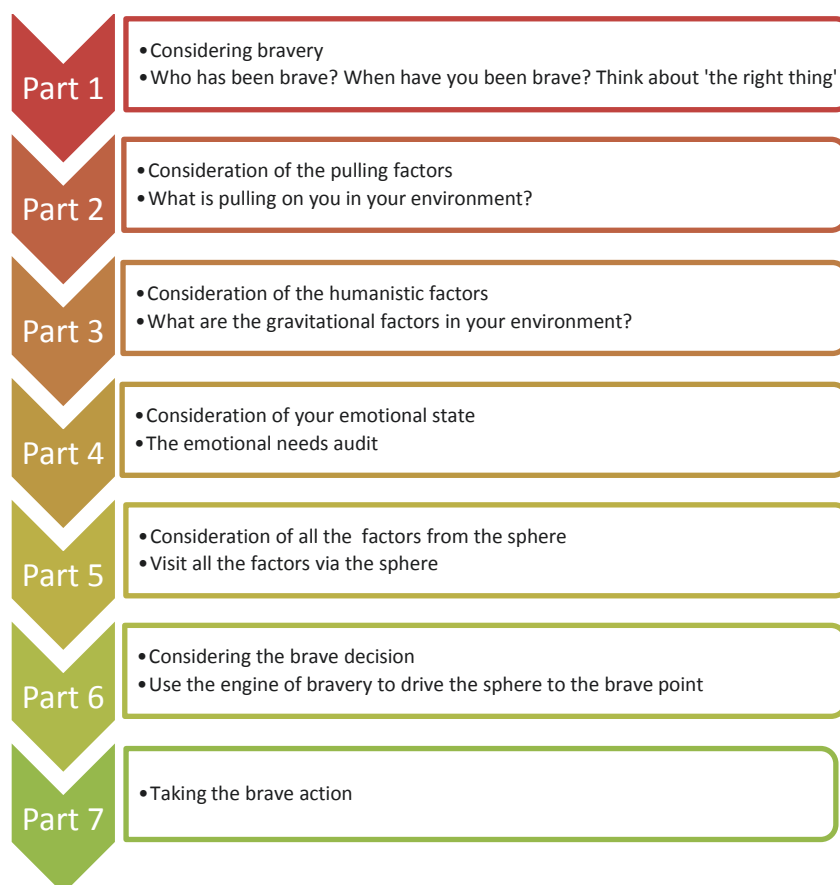 Part 1
•Considering bravery
•Who has been brave? When have you been brave? Think about 'the right thing'
Part 2
•Consideration of the pulling factors
•What is pulling on you in your environment?
Part 3
•Consideration of the humanistic factors
•What are the gravitational factors in your environment?
Part 4
•Consideration of your emotional state
•The emotional needs audit
Part 5
•Consideration of all the factors from the sphere
•Visit all the factors via the sphere
Part 6
•Considering the brave decision
•Use the engine of bravery to drive the sphere to the brave point
Part 7
•Taking the brave action